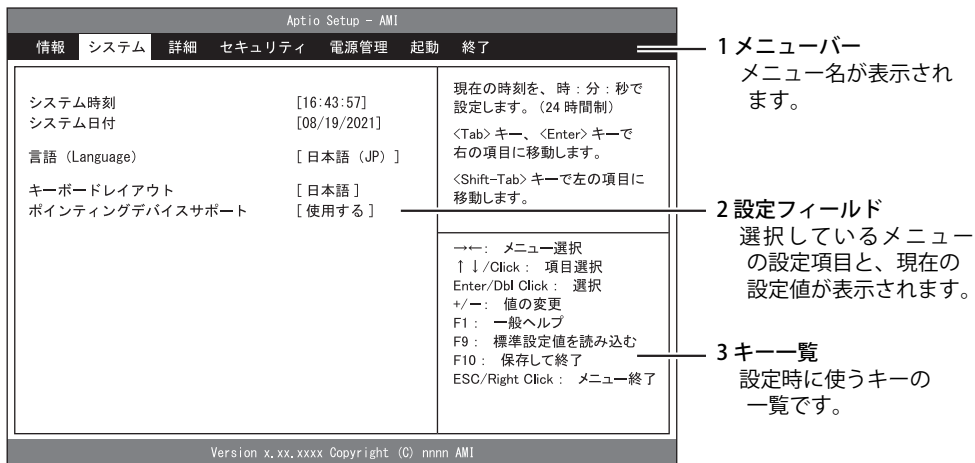 Aptio Setup – AMI
情報 システム 詳細 セキュリティ 電源管理 起動 終了
システム時刻 [16:43:57]
システム日付 [08/19/2021]
言語（Language） [ 日本語（JP）]
キーボードレイアウト [ 日本語 ]
ポインティングデバイスサポート [ 使用する ]
現在の時刻を、時：分：秒で
設定します。（24 時間制）
<Tab> キー、<Enter> キーで
右の項目に移動します。
<Shift-Tab> キーで左の項目に
移動します。
→←： メニュー選択
↑↓/Click： 項目選択
Enter/Dbl Click： 選択
+/－： 値の変更
F1： 一般ヘルプ
F9： 標準設定値を読み込む
F10： 保存して終了
ESC/Right Click： メニュー終了
Version x.xx.xxxx Copyright (C) nnnn AMI
1 メニューバー
メニュー名が表示され
ます。
2 設定フィールド
選択しているメニュー
の設定項目と、現在の
設定値が表示されます。
3 キー一覧
設定時に使うキーの
一覧です。